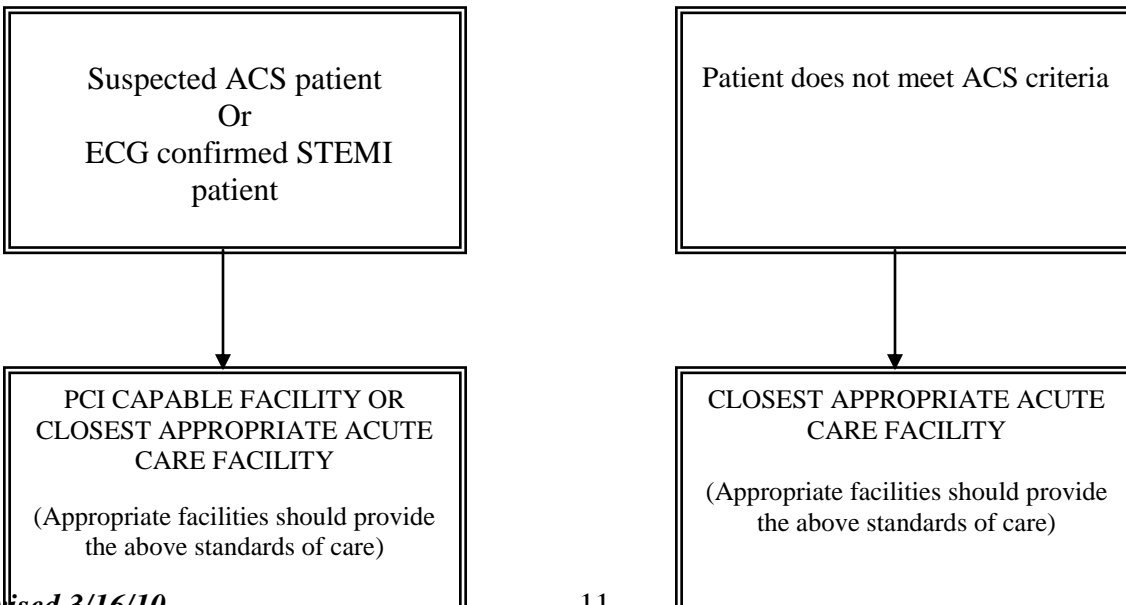 Suspected ACS patient
Or
ECG confirmed STEMI
patient
Patient does not meet ACS criteria
PCI CAPABLE FACILITY OR
CLOSEST APPROPRIATE ACUTE
CARE FACILITY
(Appropriate facilities should provide
the above standards of care)
CLOSEST APPROPRIATE ACUTE
CARE FACILITY
(Appropriate facilities should provide
the above standards of care)
3/16/10
11